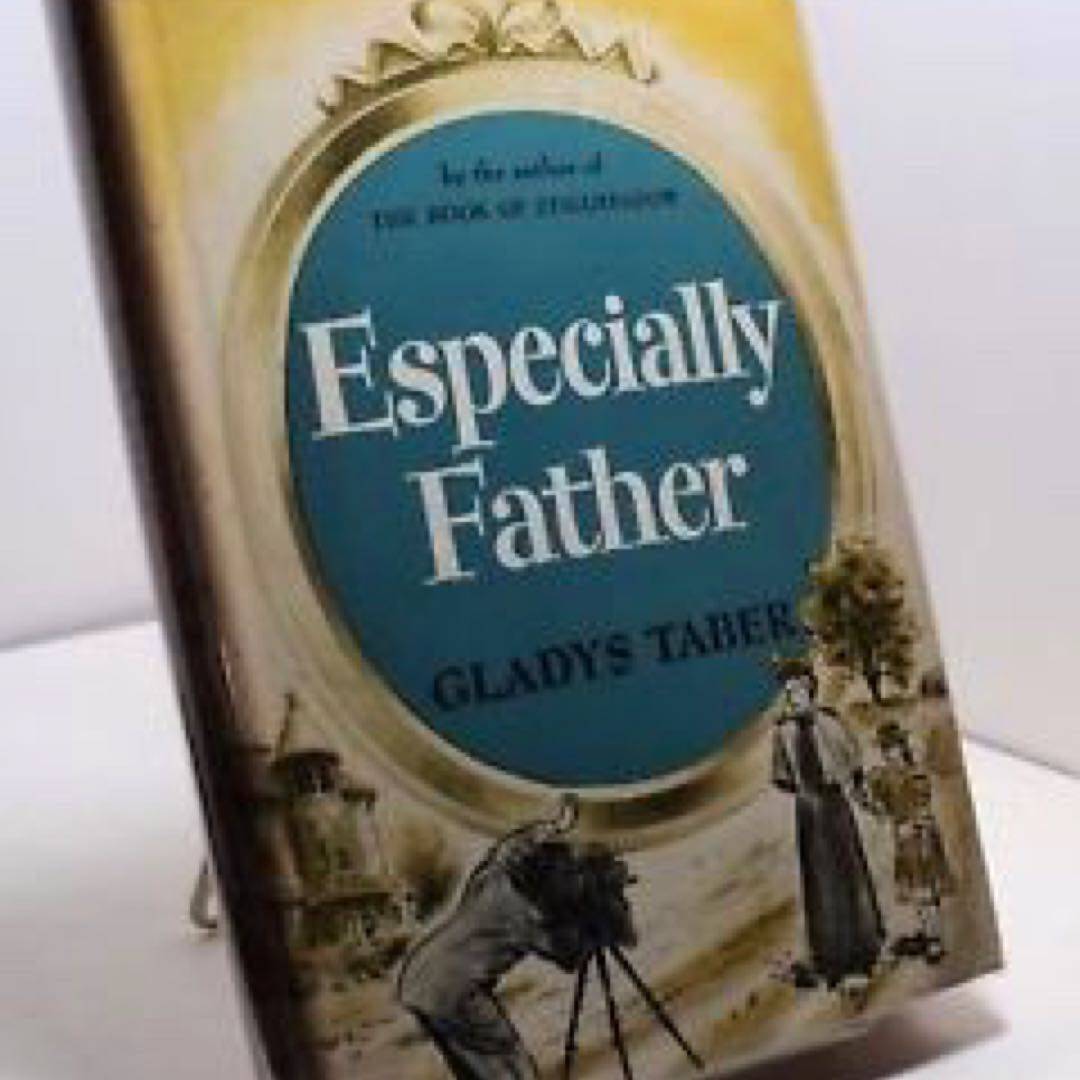 by the author of
THE BOOK OF STILLMEADOW
Especially
Father
GLADYS TABER